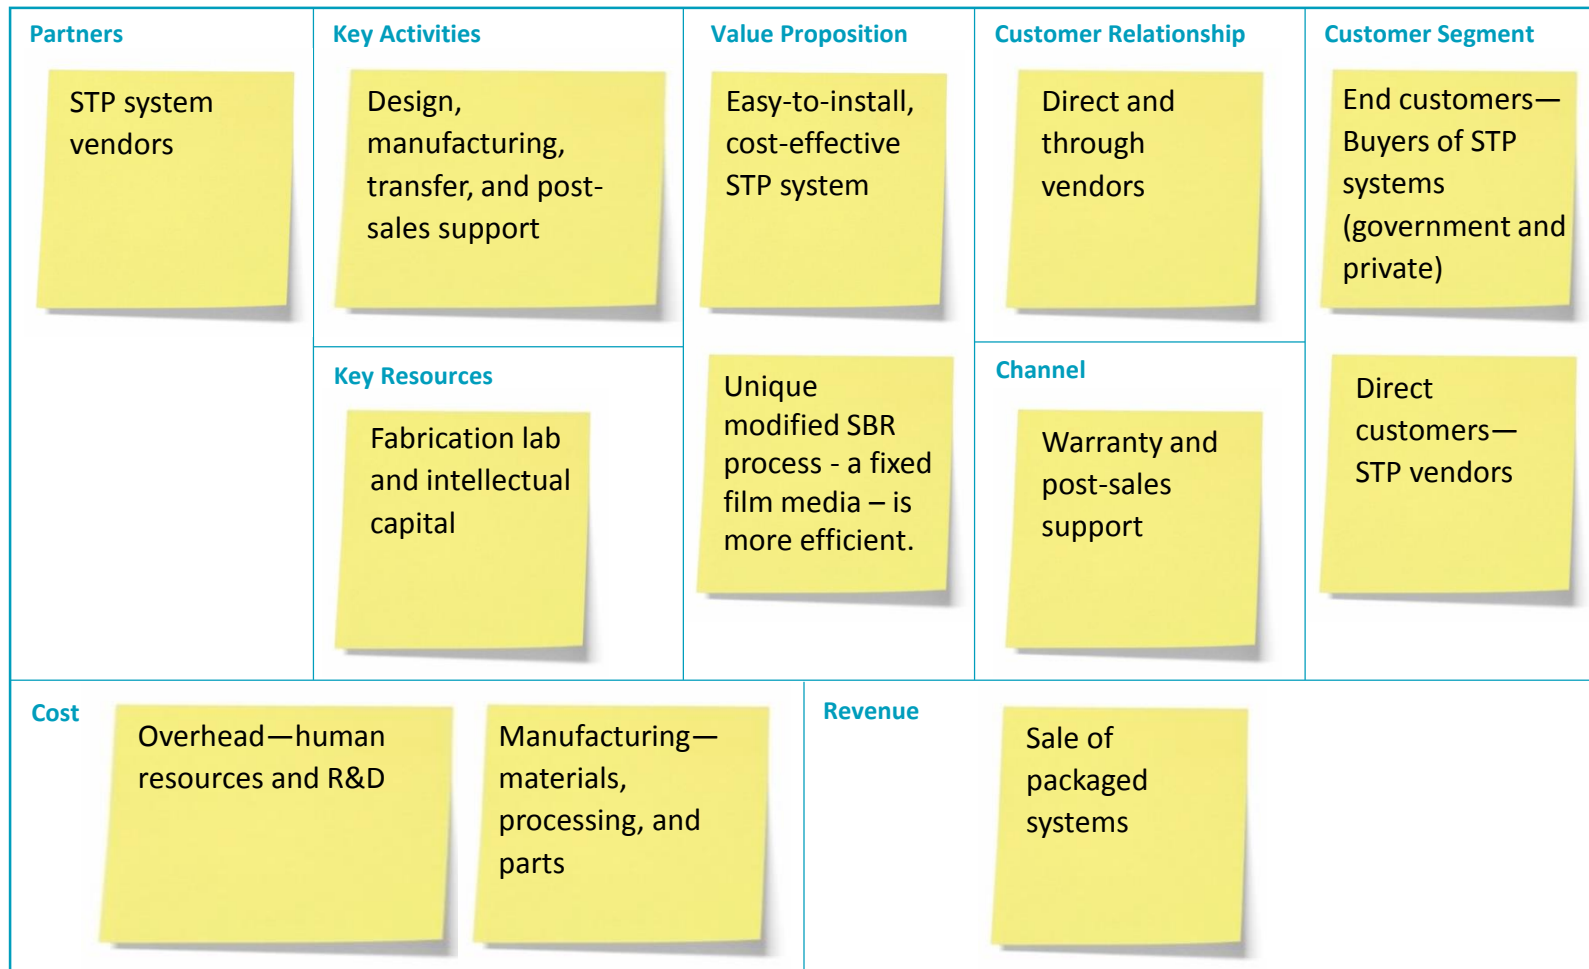 Partners
STP system
vendors
Key Activities
Design,
manufacturing,
transfer, and post-
sales support
Key Resources
Fabrication lab
and intellectual
capital
Value Proposition
Easy-to-install,
cost-effective
STP system
Unique
modified SBR
process - a fixed
film media – is
more efficient.
Customer Relationship
Direct and
through
vendors
Channel
Warranty and
post-sales
support
Customer Segment
End customers—
Buyers of STP
systems
(government and
private)
Direct
customers—
STP vendors
Cost
Overhead—human
resources and R&D
Manufacturing—
materials,
processing, and
parts
Revenue
Sale of
packaged
systems